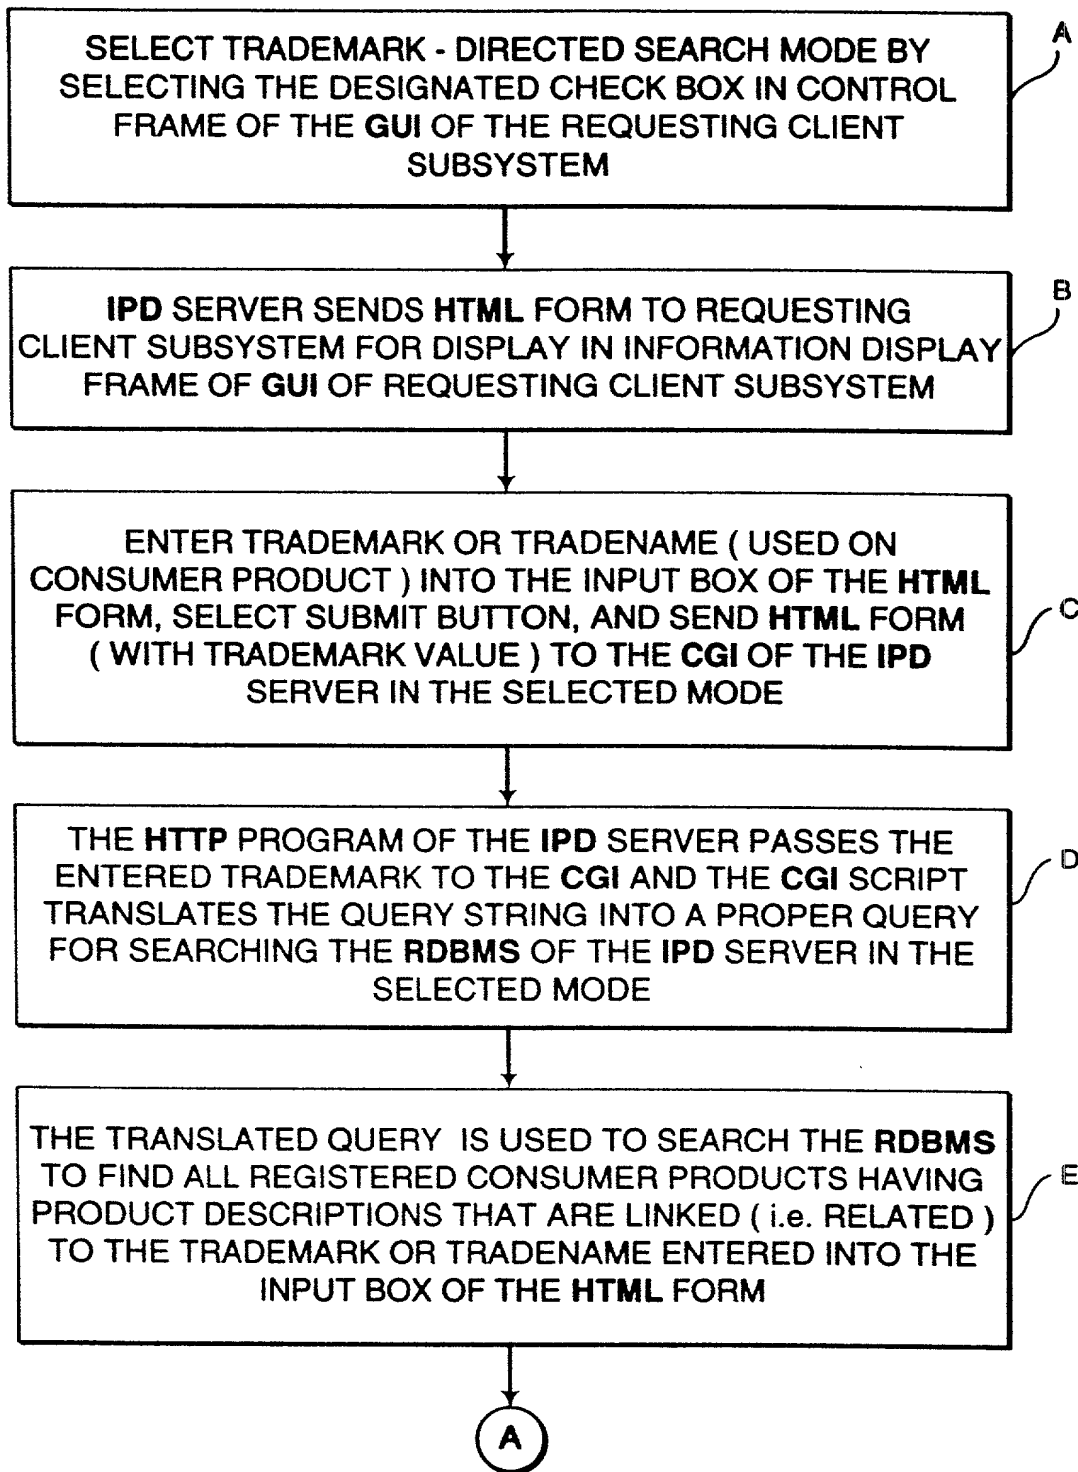 SELECT TRADEMARK - DIRECTED SEARCH MODE BY
SELECTING THE DESIGNATED CHECK BOX IN CONTROL
FRAME OF THE GUI OF THE REQUESTING CLIENT
SUBSYSTEM
A
IPD SERVER SENDS HTML FORM TO REQUESTING
CLIENT SUBSYSTEM FOR DISPLAY IN INFORMATION DISPLAY
FRAME OF GUI OF REQUESTING CLIENT SUBSYSTEM
B
ENTER TRADEMARK OR TRADENAME ( USED ON
CONSUMER PRODUCT ) INTO THE INPUT BOX OF THE HTML
FORM, SELECT SUBMIT BUTTON, AND SEND HTML FORM
( WITH TRADEMARK VALUE ) TO THE CGI OF THE IPD
SERVER IN THE SELECTED MODE
C
THE HTTP PROGRAM OF THE IPD SERVER PASSES THE
ENTERED TRADEMARK TO THE CGI AND THE CGI SCRIPT
TRANSLATES THE QUERY STRING INTO A PROPER QUERY
FOR SEARCHING THE RDBMS OF THE IPD SERVER IN THE
SELECTED MODE
D
THE TRANSLATED QUERY IS USED TO SEARCH THE RDBMS
TO FIND ALL REGISTERED CONSUMER PRODUCTS HAVING
PRODUCT DESCRIPTIONS THAT ARE LINKED ( i.e. RELATED )
TO THE TRADEMARK OR TRADENAME ENTERED INTO THE
INPUT BOX OF THE HTML FORM
E
A